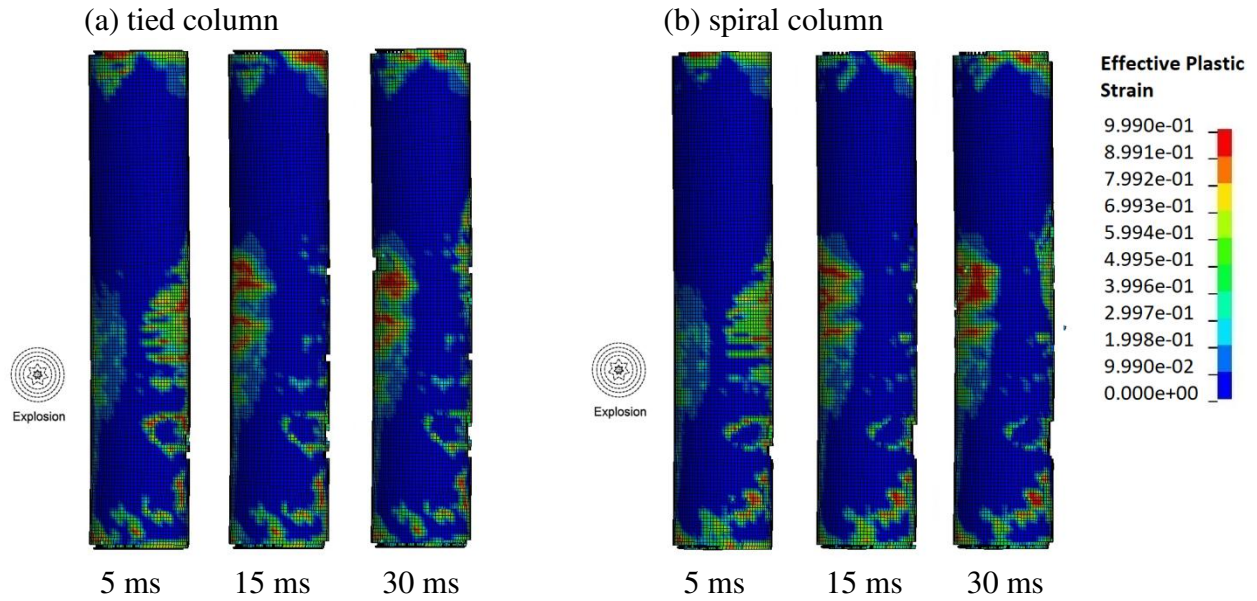 (a) tied column
(b) spiral column
Effective Plastic
Strain
9.990e-01
8.991e-01
7.992e-01
6.993e-01
5.994e-01
4.995e-01
3.996e-01
2.997e-01
1.998e-01
9.990e-02
0.000e+00
Explosion
Explosion
5 ms
15 ms
30 ms
5 ms
15 ms
30 ms